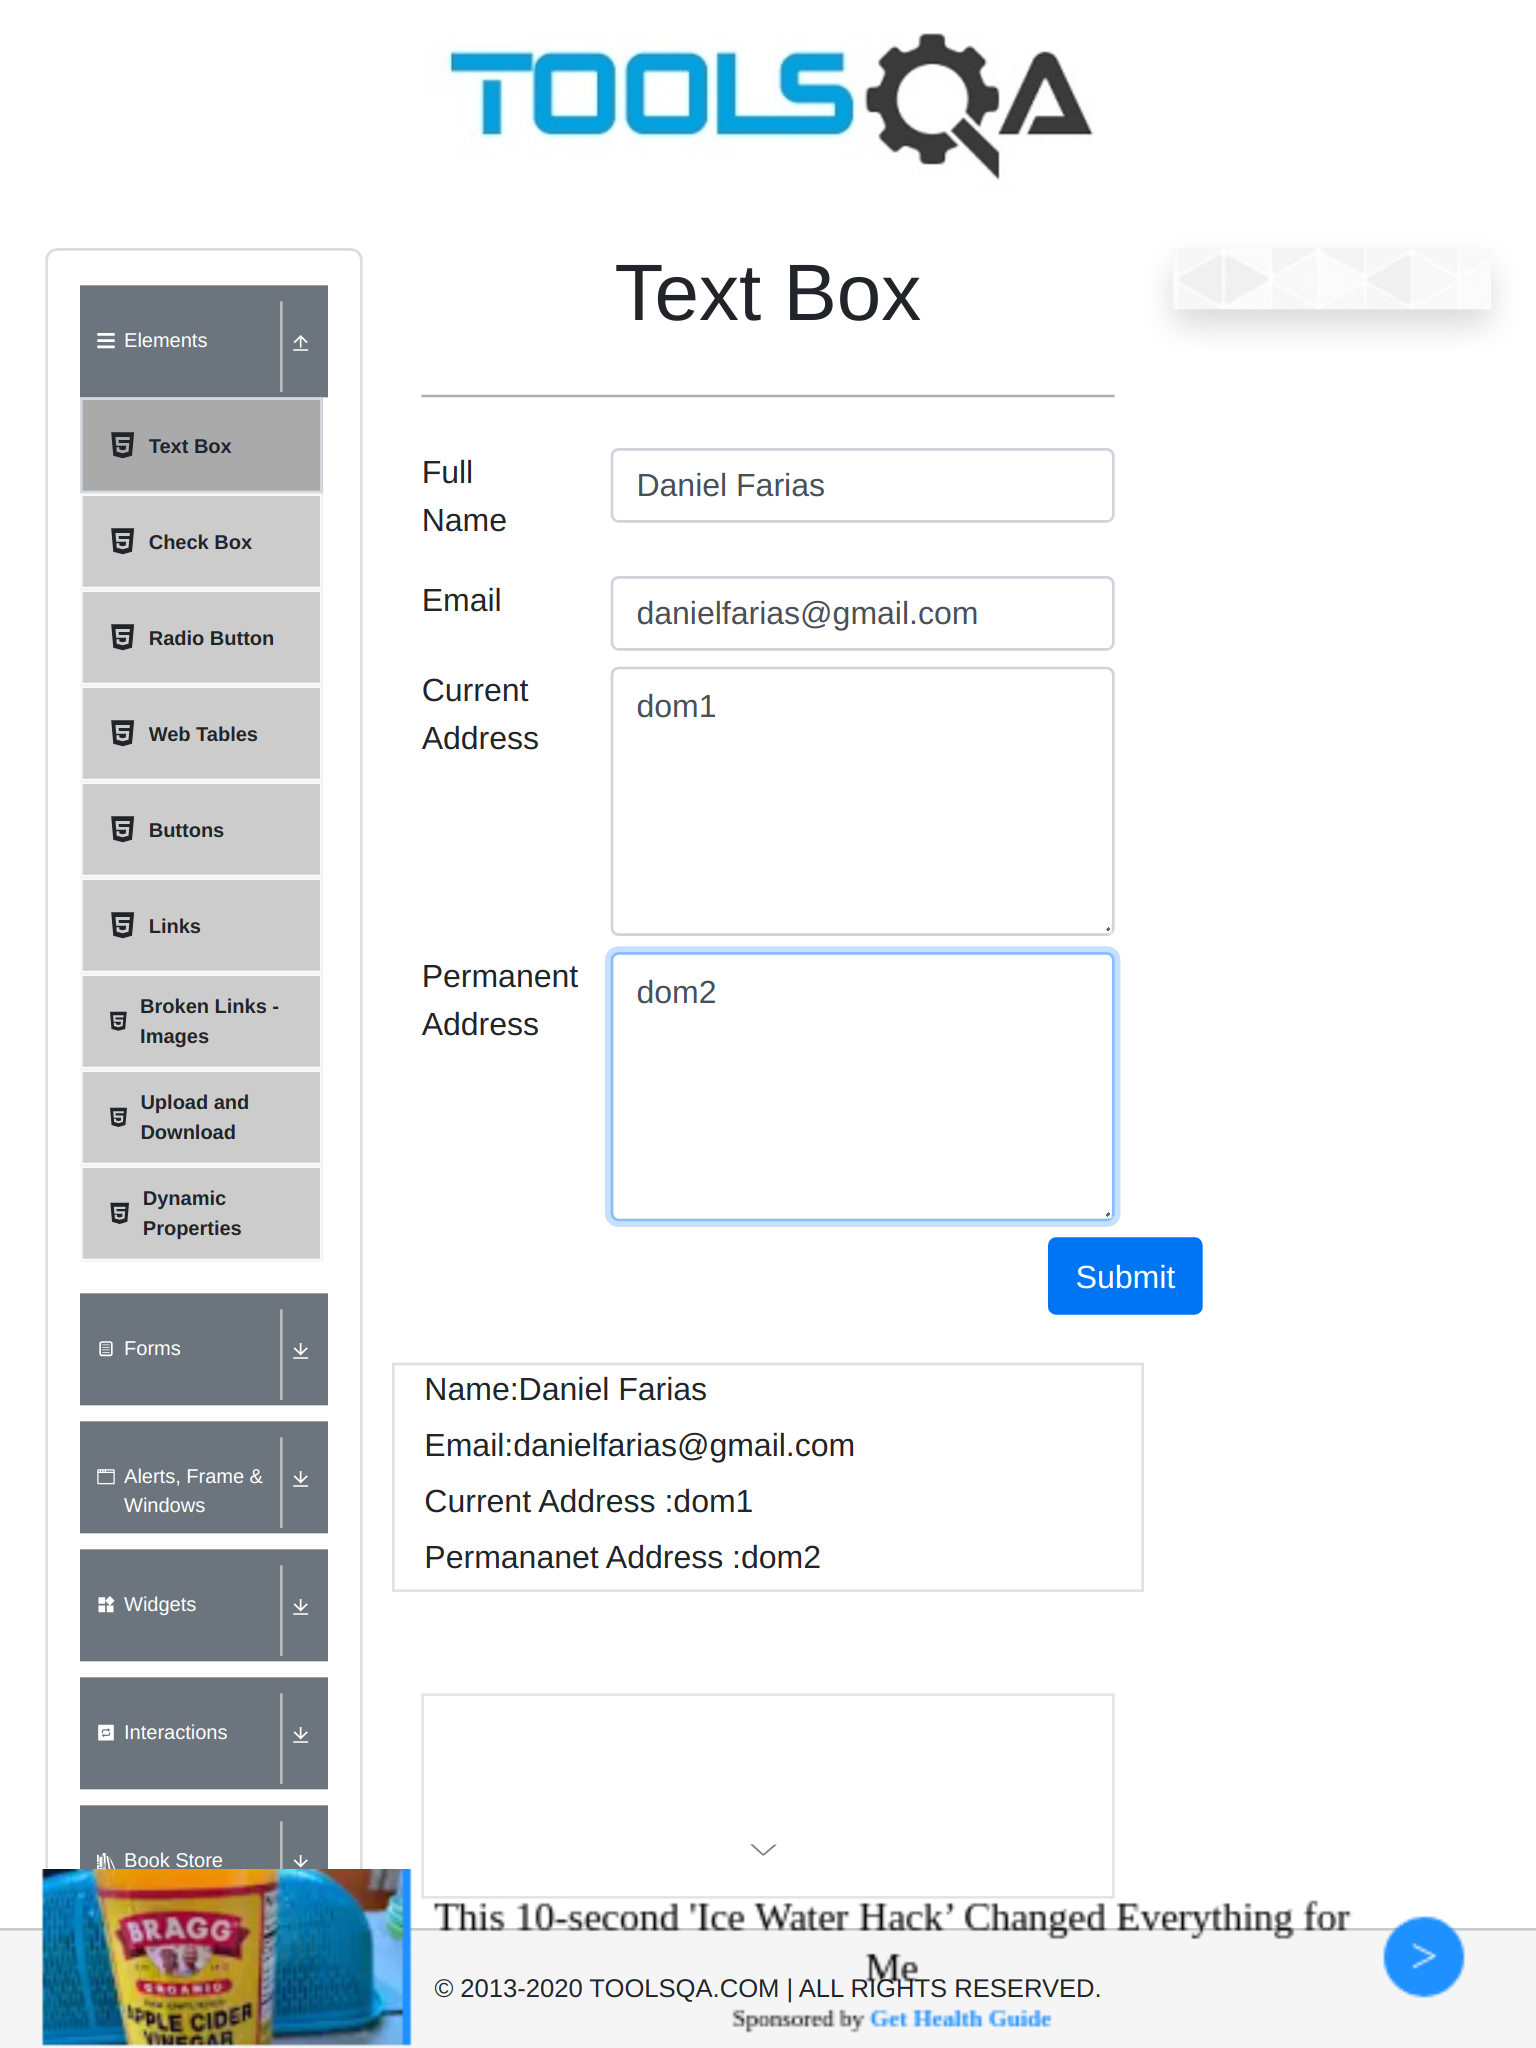 TOOLSQA
Text Box
Elements
Text Box
Check Box
Radio Button
Web Tables
Buttons
Links
Broken Links -
Images
Upload and
Download
Dynamic
Properties
Forms
Alerts, Frame &
Windows
Widgets
Interactions
Book Store
Full
Name
Daniel Farias
Email
danielfarias@gmail.com
Current
Address
dom1
Permanent
Address
dom2
Submit
Name:Daniel Farias
Email:danielfarias@gmail.com
Current Address :dom1
Permananet Address :dom2
BRAGG
ORGANIC
APPLE CIDER
VINEGAR
This 10-second 'Ice Water Hack’ Changed Everything for
Me
>
© 2013-2020 TOOLSQA.COM | ALL RIGHTS RESERVED.
Sponsored by Get Health Guide